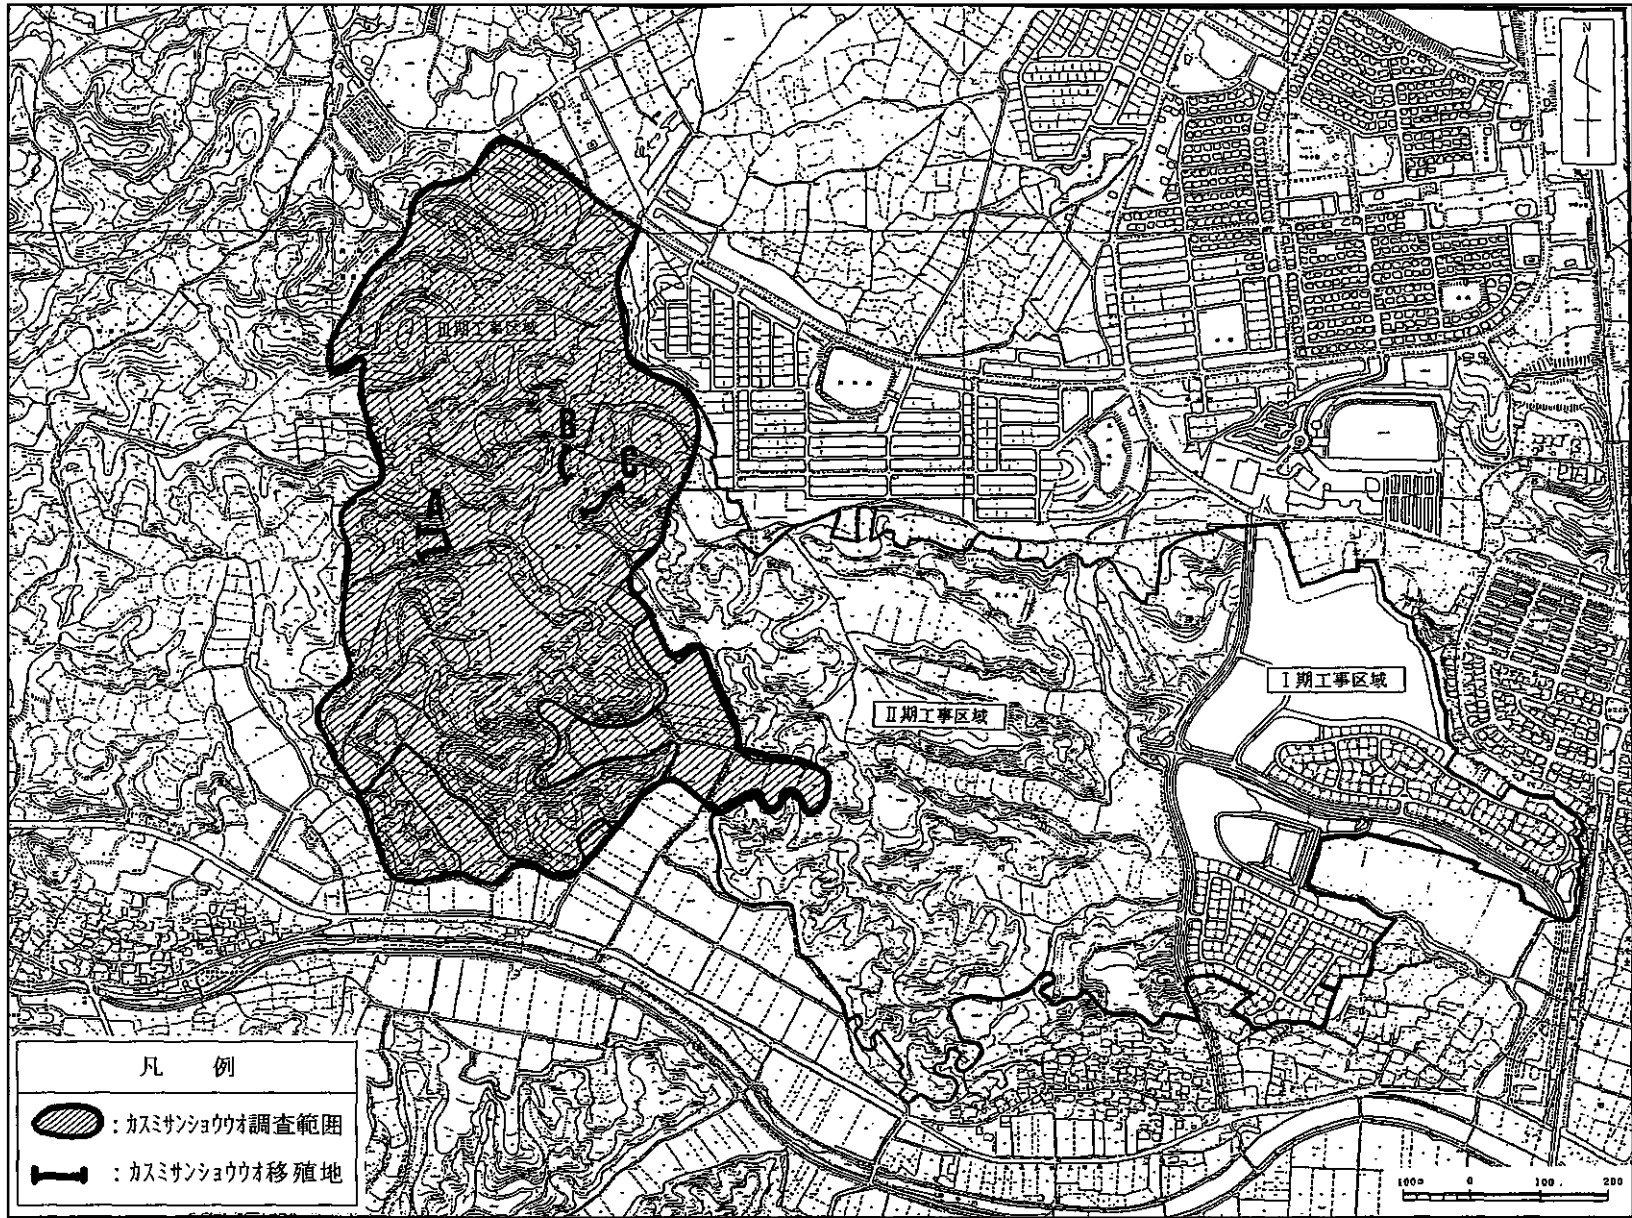 N
Ⅲ期工事区域
B
C
A
Ⅰ期工事区域
Ⅱ期工事区域
凡 例
: カスミサンショウウオ調査範囲
: カスミサンショウウオ移殖地
100 0 100 200